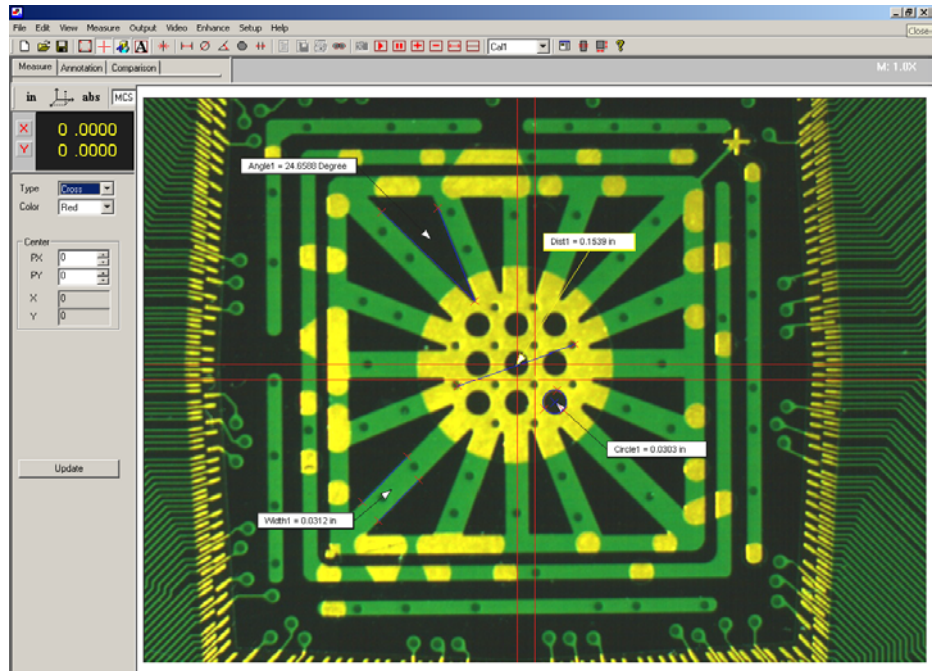 File Edit View Measure Output Video Enhance Setup Help
Close
A Cal1 ?
Measure Annotation Comparison M: 1.0X
in abs MCS
X 0 .0000
Y 0 .0000
Type Cross
Color Red
Center
PX 0
PY 0
X 0
Y 0
Update
Angle1 = 24.6588 Degree
Dist1 = 0.1539 in
Circle1 = 0.0303 in
Width1 = 0.0312 in